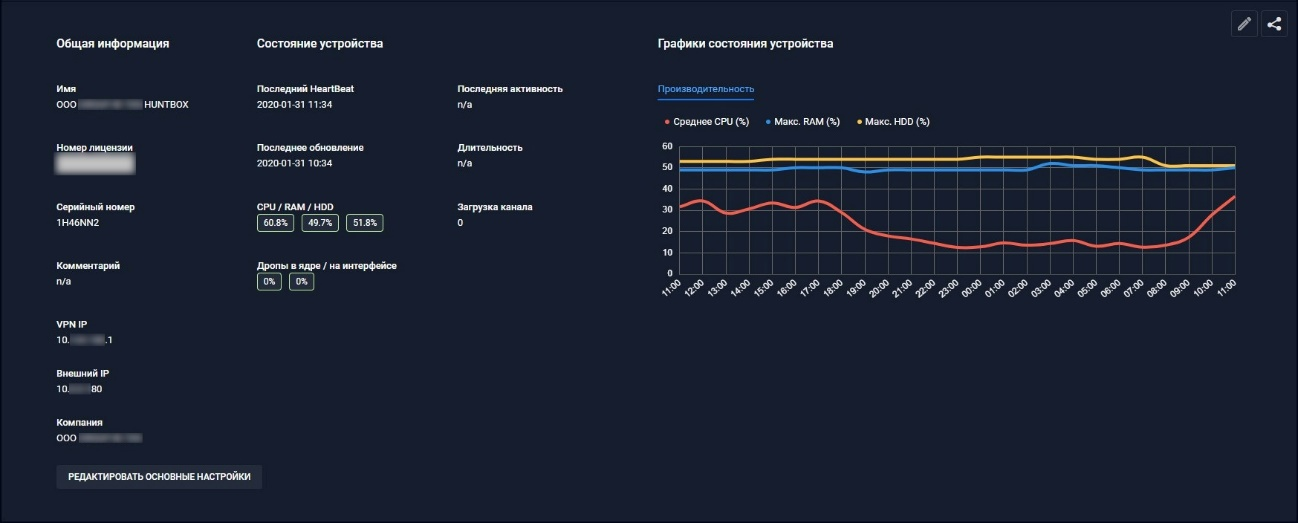 Общая информация
Имя
ООО HUNTBOX
Номер лицензии
Серийный номер
1H46NN2
Комментарий
n/a
VPN IP
10. .1
Внешний IP
10. 80
Компания
ООО
РЕДАКТИРОВАТЬ ОСНОВНЫЕ НАСТРОЙКИ
Состояние устройства
Последний HeartBeat
2020-01-31 11:34
Последнее обновление
2020-01-31 10:34
CPU / RAM / HDD
60.8% 49.7% 51.8%
Дропы в ядре / на интерфейсе
0% 0%
Последняя активность
n/a
Длительность
n/a
Загрузка канала
0
Графики состояния устройства
Производительность
Среднее CPU (%) Макс. RAM (%) Макс. HDD (%)
60
50
40
30
20
10
0
11:00 12:00 13:00 14:00 15:00 16:00 17:00 18:00 19:00 20:00 21:00 22:00 23:00 00:00 01:00 02:00 03:00 04:00 05:00 06:00 07:00 08:00 09:00 10:00 11:00